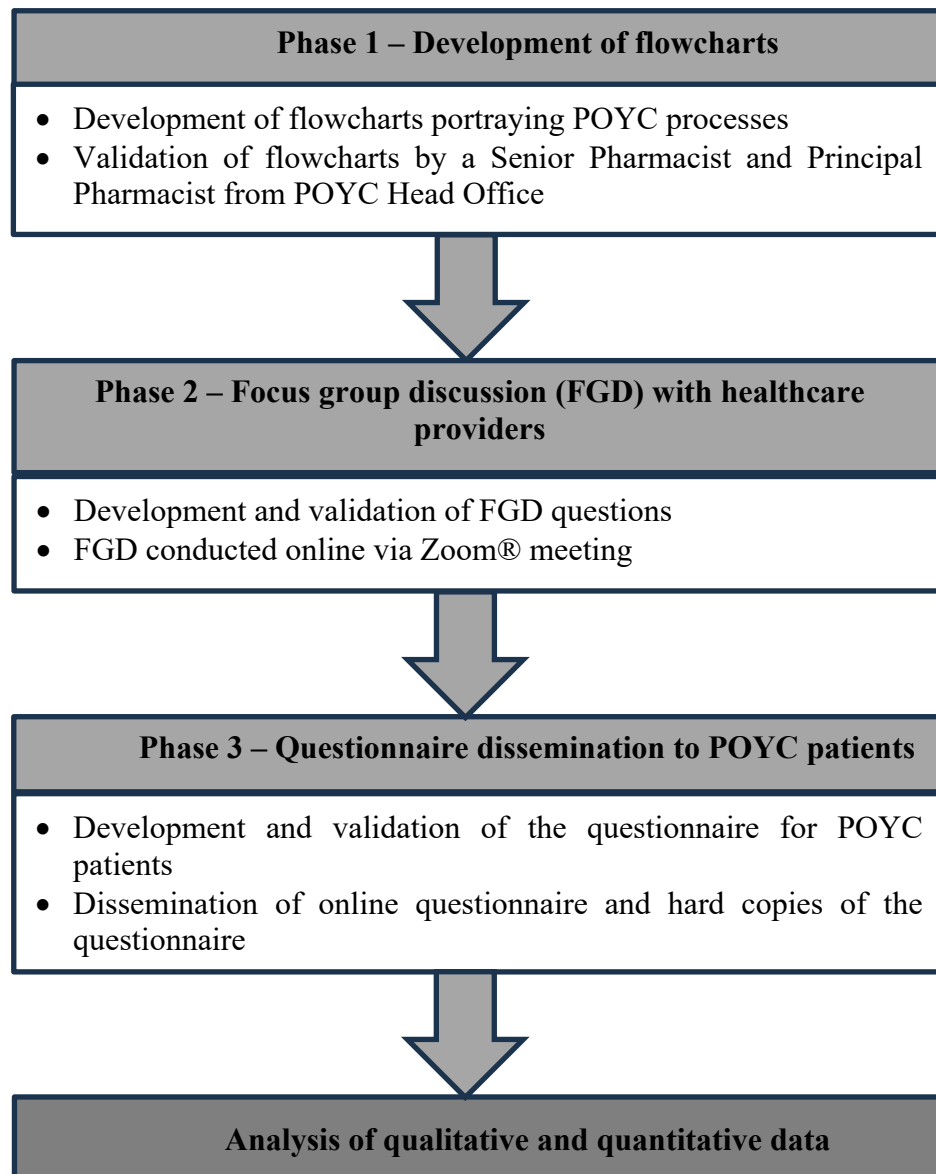 Phase 1 – Development of flowcharts
• Development of flowcharts portraying POYC processes
• Validation of flowcharts by a Senior Pharmacist and Principal
Pharmacist from POYC Head Office
Phase 2 – Focus group discussion (FGD) with healthcare
providers
• Development and validation of FGD questions
• FGD conducted online via Zoom® meeting
Phase 3 – Questionnaire dissemination to POYC patients
• Development and validation of the questionnaire for POYC
patients
• Dissemination of online questionnaire and hard copies of the
questionnaire
Analysis of qualitative and quantitative data